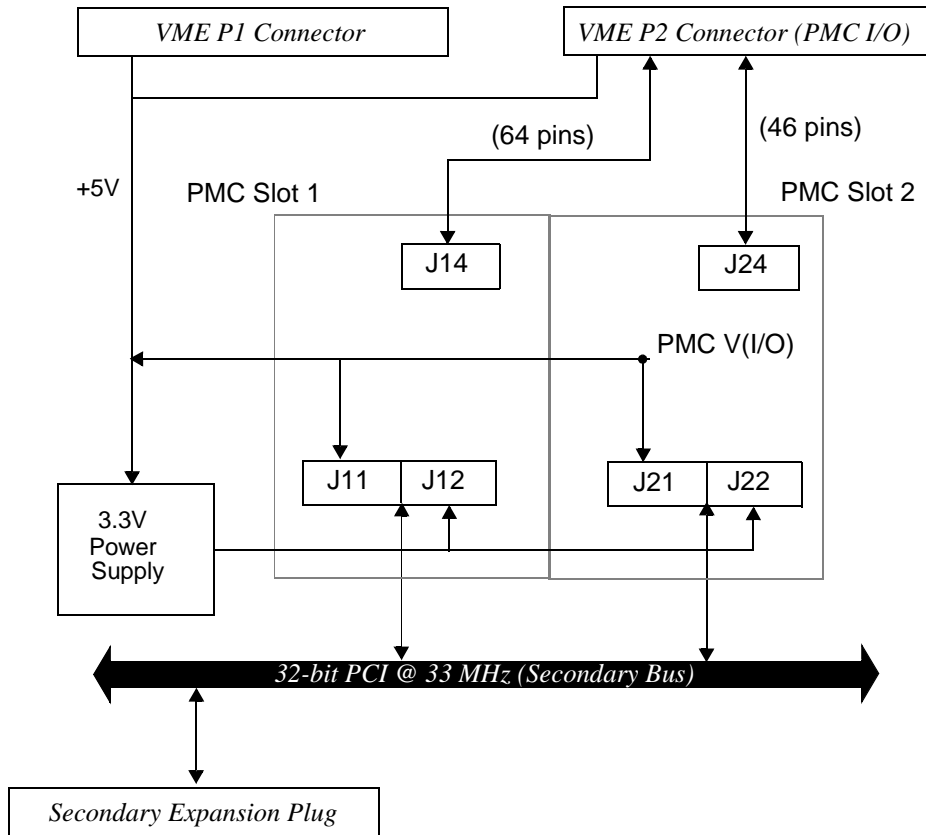 VME P1 Connector
VME P2 Connector (PMC I/O)
(64 pins)
(46 pins)
+5V
PMC Slot 1
PMC Slot 2
J14
J24
PMC V(I/O)
J11
J12
J21
J22
3.3V
Power
Supply
32-bit PCI @ 33 MHz (Secondary Bus)
Secondary Expansion Plug